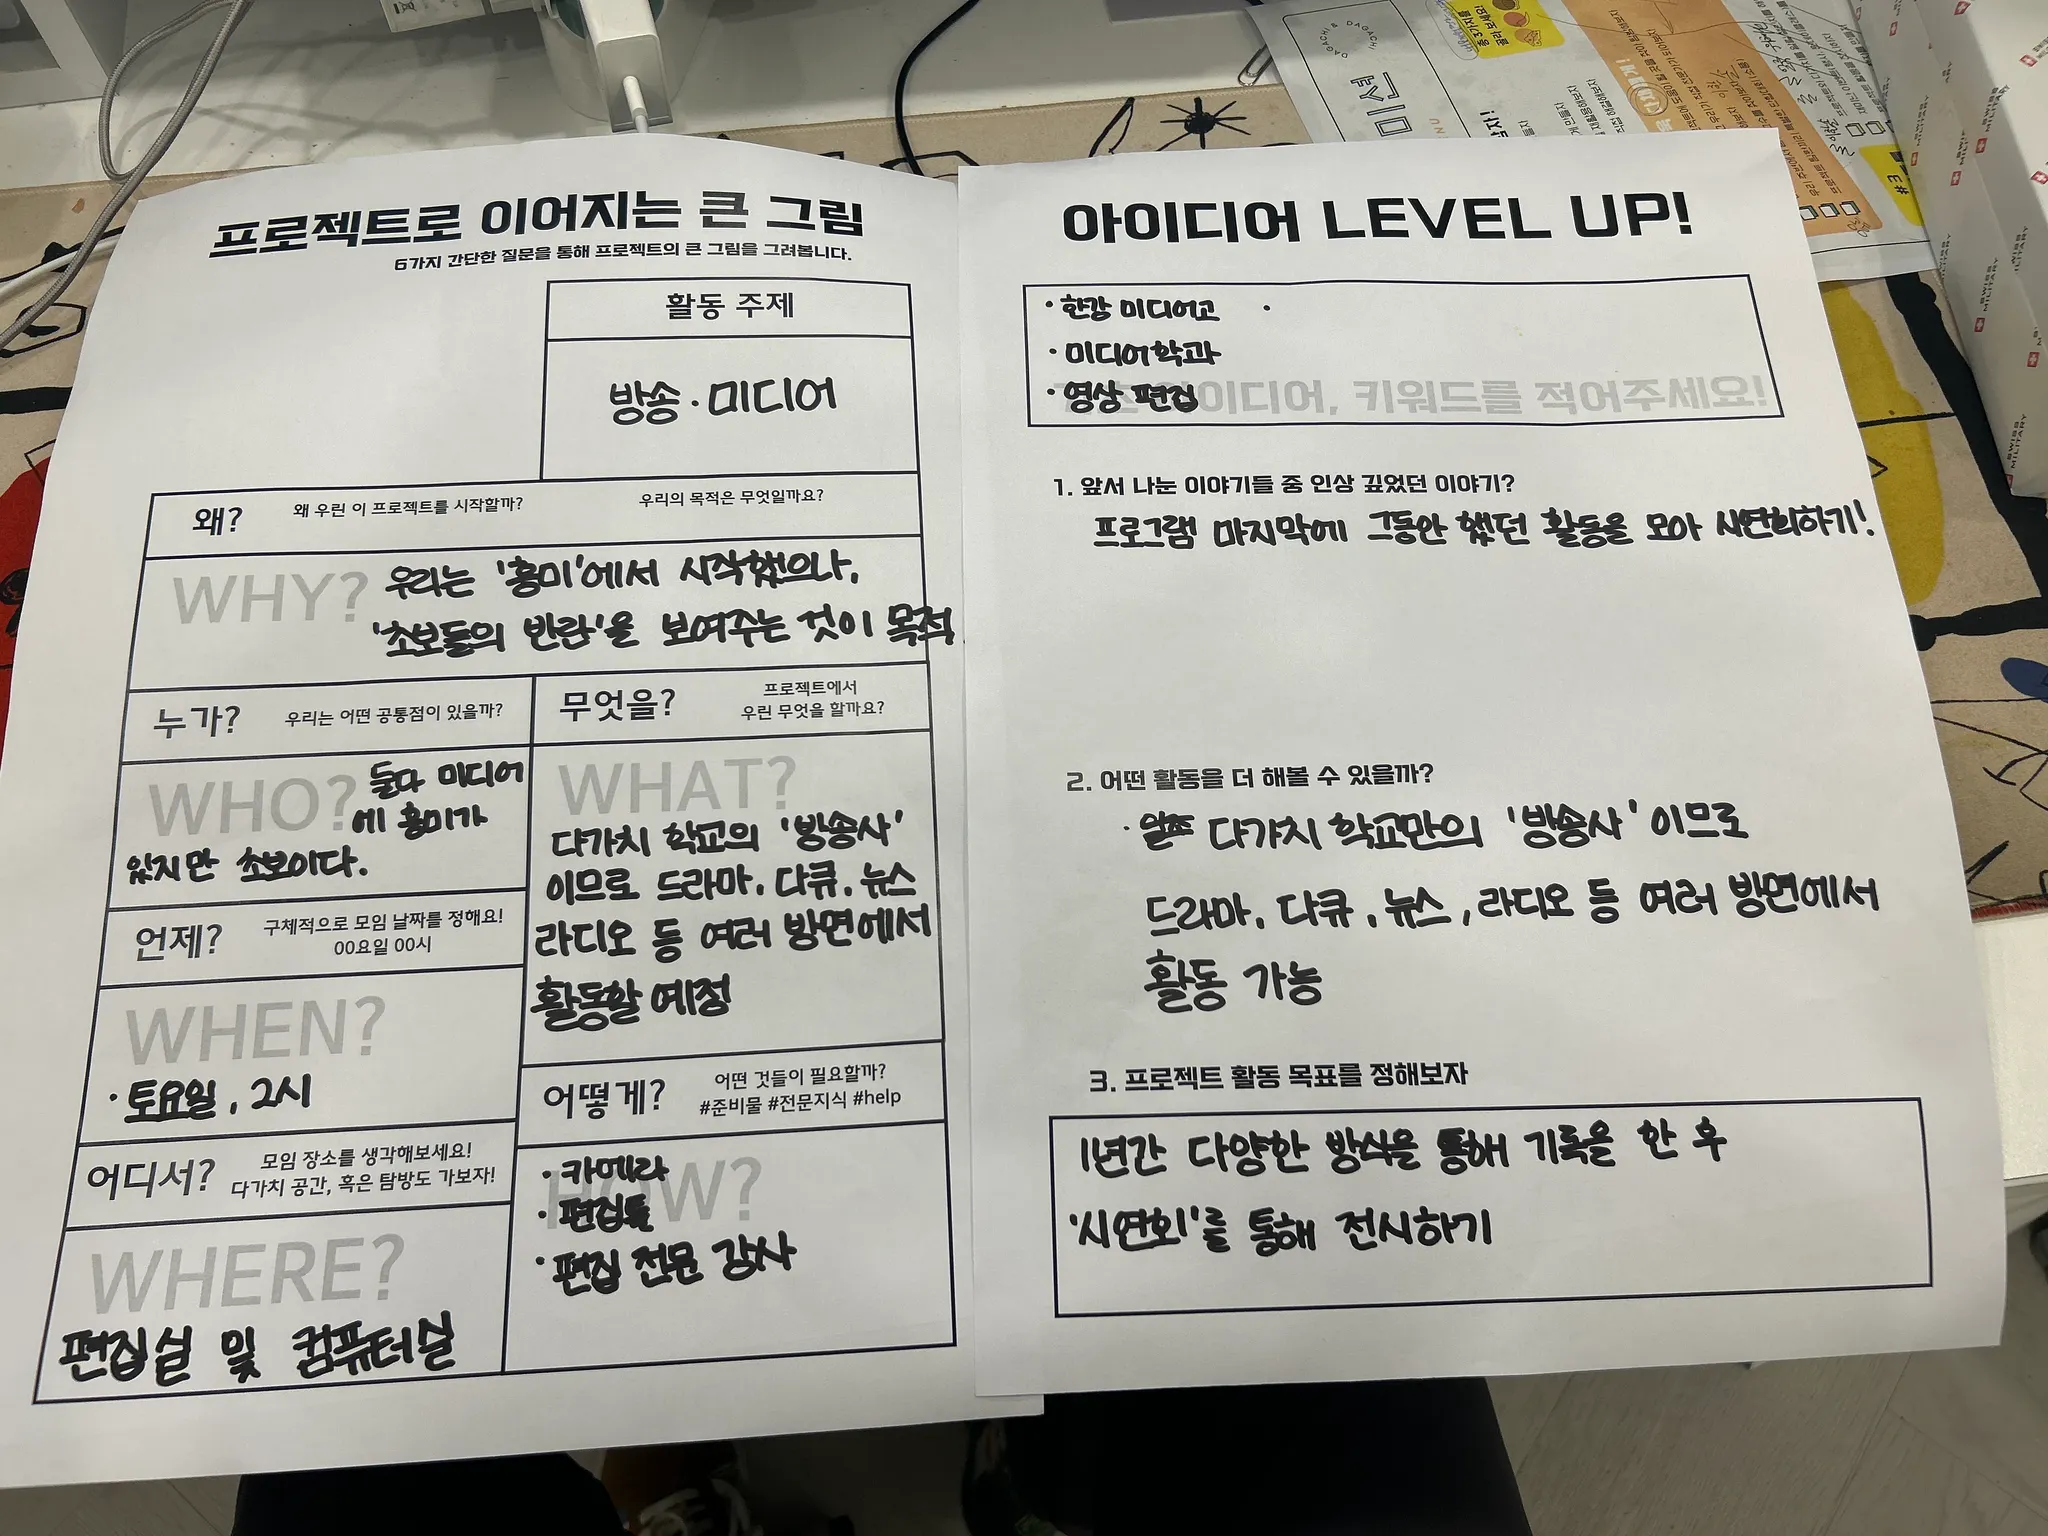 프로젝트로 이어지는 큰 그림
6가지 간단한 질문을 통해 프로젝트의 큰 그림을 그려봅니다.
활동 주제
방송·미디어
왜? 왜 우린 이 프로젝트를 시작할까? 우리의 목적은 무엇일까요?
WHY? 우리는 '흥미'에서 시작했으나,
'초보들의 반란'을 보여주는 것이 목적
누가? 우리는 어떤 공통점이 있을까?
WHO? 둘다 미디어
에 흥미가
있지만 초보이다.
언제? 구체적으로 모임 날짜를 정해요!
00요일 00시
WHEN?
· 토요일, 2시
어디서? 모임 장소를 생각해보세요!
다가치 공간, 혹은 탐방도 가보자!
WHERE?
편집실 및 컴퓨터실
무엇을? 프로젝트에서
우린 무엇을 할까요?
WHAT?
다가치 학교의 '방송사'
이므로 드라마, 다큐, 뉴스
라디오 등 여러 방면에서
활동할 예정
어떻게? 어떤 것들이 필요할까?
#준비물 #전문지식 #help
HOW?
· 카메라
· 편집툴
· 편집 전문 강사
아이디어 LEVEL UP!
· 한강 미디어고 ·
· 미디어학과
· 영상 편집
이디어, 키워드를 적어주세요!
1. 앞서 나눈 이야기들 중 인상 깊었던 이야기?
프로그램 마지막에 그동안 했던 활동을 모아 시연회하기!
2. 어떤 활동을 더 해볼 수 있을까?
· 다가치 학교만의 '방송사'이므로
드라마, 다큐, 뉴스, 라디오 등 여러 방면에서
활동 가능
3. 프로젝트 활동 목표를 정해보자
1년간 다양한 방식을 통해 기록을 한 후
'시연회'를 통해 전시하기
DAGACHI & DAGACHI
미션
SWISS MILITARY
#3